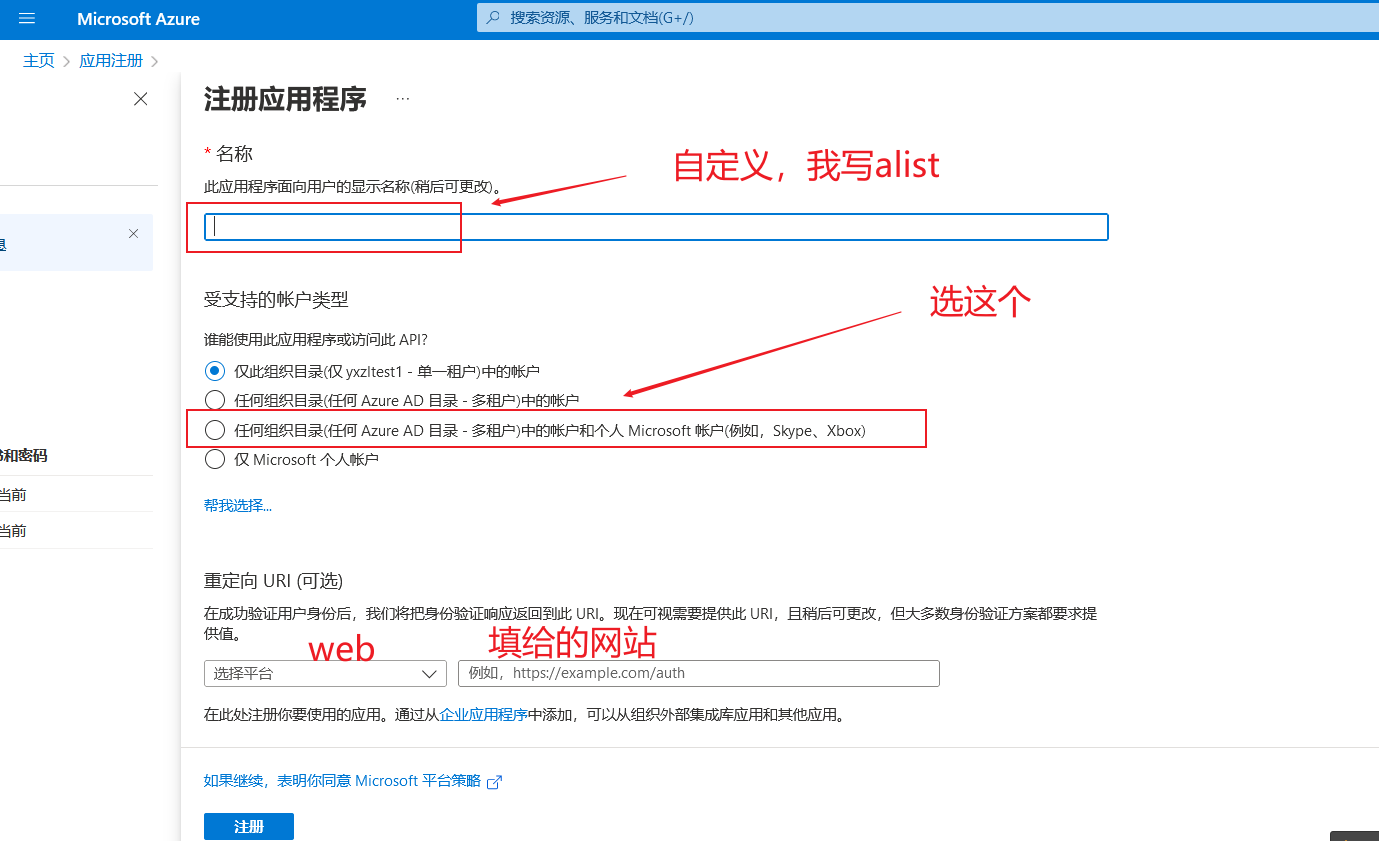 Microsoft Azure
搜索资源、服务和文档(G+/)
主页 > 应用注册 >
注册应用程序 ...
* 名称
自定义，我写alist
此应用程序面向用户的显示名称(稍后可更改)。
受支持的帐户类型
选这个
谁能使用此应用程序或访问此 API?
仅此组织目录(仅 yxzltest1 - 单一租户)中的帐户
任何组织目录(任何 Azure AD 目录 - 多租户)中的帐户
任何组织目录(任何 Azure AD 目录 - 多租户)中的帐户和个人 Microsoft 帐户(例如，Skype、Xbox)
仅 Microsoft 个人帐户
和密码
当前
当前
帮我选择...
重定向 URI (可选)
在成功验证用户身份后，我们将把身份验证响应返回到此 URI。现在可视需要提供此 URI，且稍后可更改，但大多数身份验证方案都要求提
供值。
web
填给的网站
选择平台
例如，https://example.com/auth
在此处注册你要使用的应用。通过从企业应用程序中添加，可以从组织外部集成库应用和其他应用。
如果继续，表明你同意 Microsoft 平台策略
注册